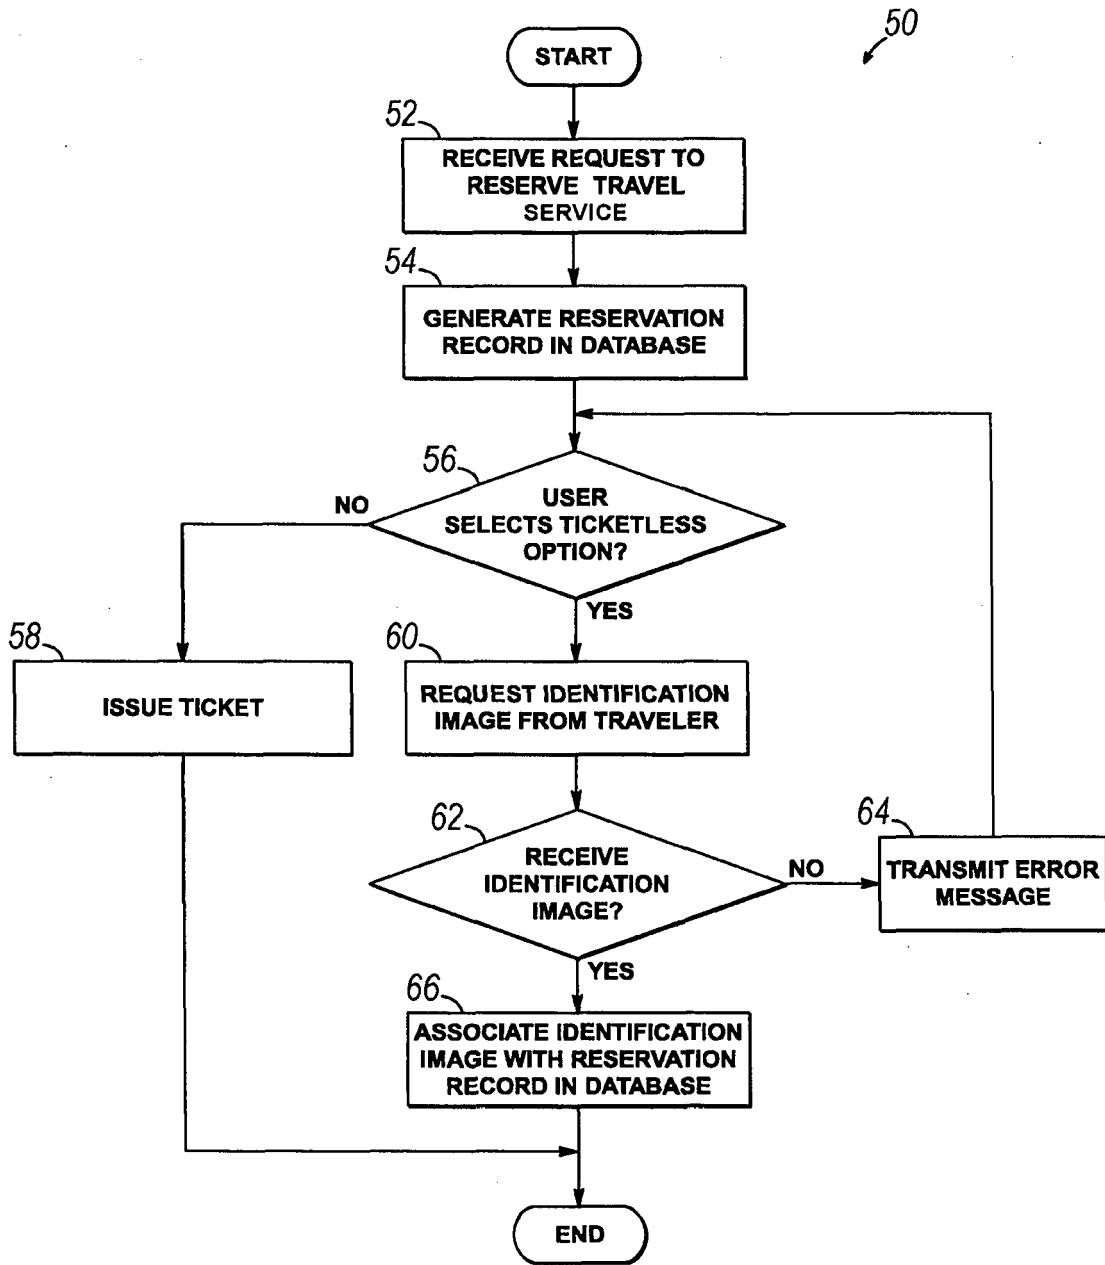 50
START
52
RECEIVE REQUEST TO
RESERVE TRAVEL
SERVICE
54
GENERATE RESERVATION
RECORD IN DATABASE
56
USER
SELECTS TICKETLESS
OPTION?
NO
YES
58
ISSUE TICKET
60
REQUEST IDENTIFICATION
IMAGE FROM TRAVELER
62
RECEIVE
IDENTIFICATION
IMAGE?
NO
64
TRANSMIT ERROR
MESSAGE
YES
66
ASSOCIATE IDENTIFICATION
IMAGE WITH RESERVATION
RECORD IN DATABASE
END